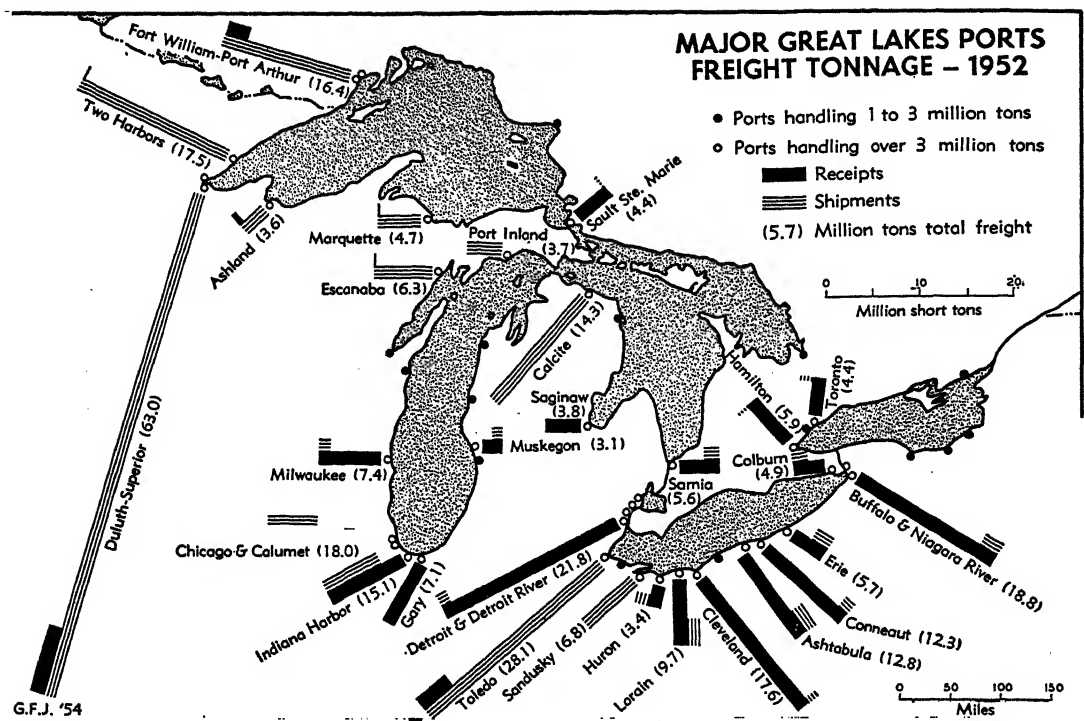 MAJOR GREAT LAKES PORTS
FREIGHT TONNAGE – 1952
Ports handling 1 to 3 million tons
Ports handling over 3 million tons
Receipts
Shipments
(5.7) Million tons total freight
0 10 20
Million short tons
Fort William-Port Arthur (16.4)
Two Harbors (17.5)
Ashland (3.6)
Marquette (4.7)
Port Inland
(3.7)
Sault Ste. Marie
(4.4)
Escanaba (6.3)
Calcite (14.3)
Saginaw
(3.8)
Muskegon (3.1)
Hamilton (5.9)
Toronto
(4.4)
Duluth-Superior (63.0)
Milwaukee (7.4)
Sarnia
(5.6)
Colburn
(4.9)
Chicago & Calumet (18.0)
Indiana Harbor (15.1)
Gary (7.1)
Detroit & Detroit River (21.8)
Toledo (28.1)
Sandusky (6.8)
Huron (3.4)
Lorain (9.7)
Cleveland (17.6)
Ashtabula (12.8)
Conneaut (12.3)
Erie (5.7)
Buffalo & Niagara River (18.8)
G.F.J. '54
0 50 100 150
Miles